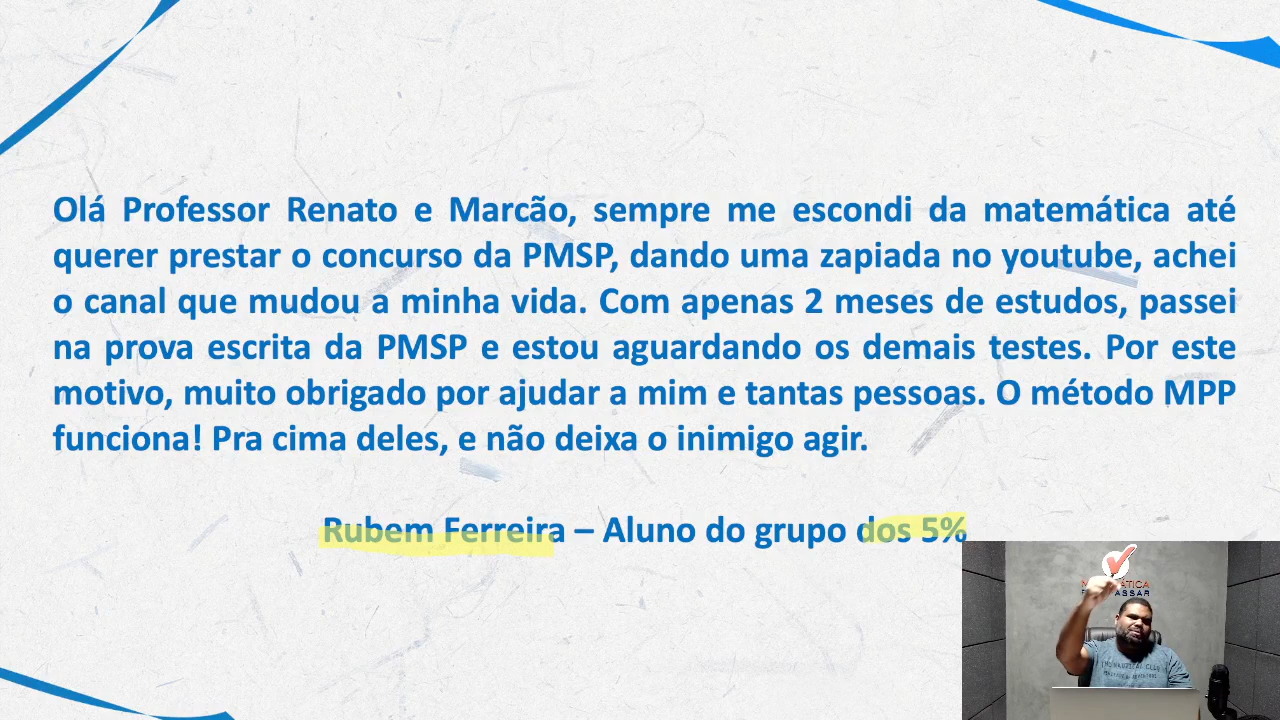 Olá Professor Renato e Marcão, sempre me escondi da matemática até
querer prestar o concurso da PMSP, dando uma zapiada no youtube, achei
o canal que mudou a minha vida. Com apenas 2 meses de estudos, passei
na prova escrita da PMSP e estou aguardando os demais testes. Por este
motivo, muito obrigado por ajudar a mim e tantas pessoas. O método MPP
funciona! Pra cima deles, e não deixa o inimigo agir.
Rubem Ferreira – Aluno do grupo dos 5%